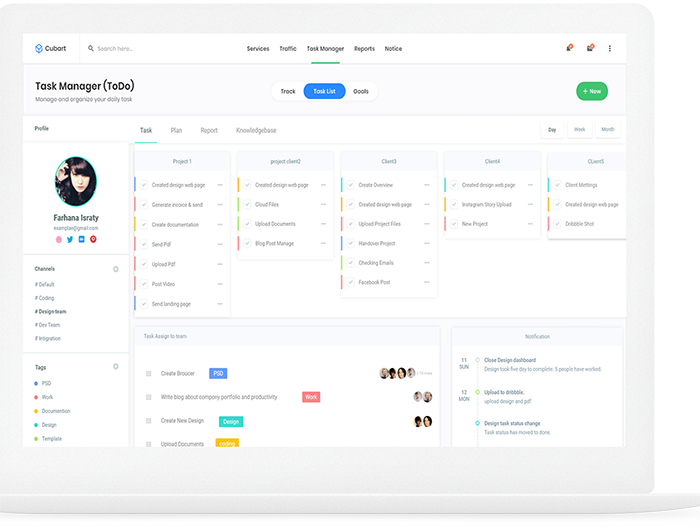 Cubart
Search here..
Services Traffic Task Manager Reports Notice
Task Manager (ToDo)
Manage and organize your daily task
Track Task List Goals
+ New
Profile
Farhana Israty
examplae@gmail.com
Channels
# Default
# Coding
# Design-team
# Dev Team
# Integration
Tags
PSD
Work
Documention
Design
Template
Task Plan Report Knowledgebase
Day Week Month
Project 1
Created design web page
Generate invoice & send
Create documentation
Send Pdf
Upload Pdf
Post Video
Send landing page
project client2
Created design web page
Cloud Files
Upload Documents
Blog Post Manage
Client3
Create Overview
Created design web page
Upload Project Files
Handover Project
Checking Emails
Facebook Post
Client4
Created design web page
Instagram Story Upload
New Project
CLient5
Client Mettings
Created design web page
Dribbble Shot
Task Assign to team
Create Broucer PSD
Write blog about company portfolio and productivity Work
Create New Design Design
Upload Documents coding
Notification
11
SUN
Close Design dashboard
Design took five day to complete. 5 people have worked.
12
MON
Upload to dribbble.
upload design and pdf
Design task status change
Task status has moved to done.